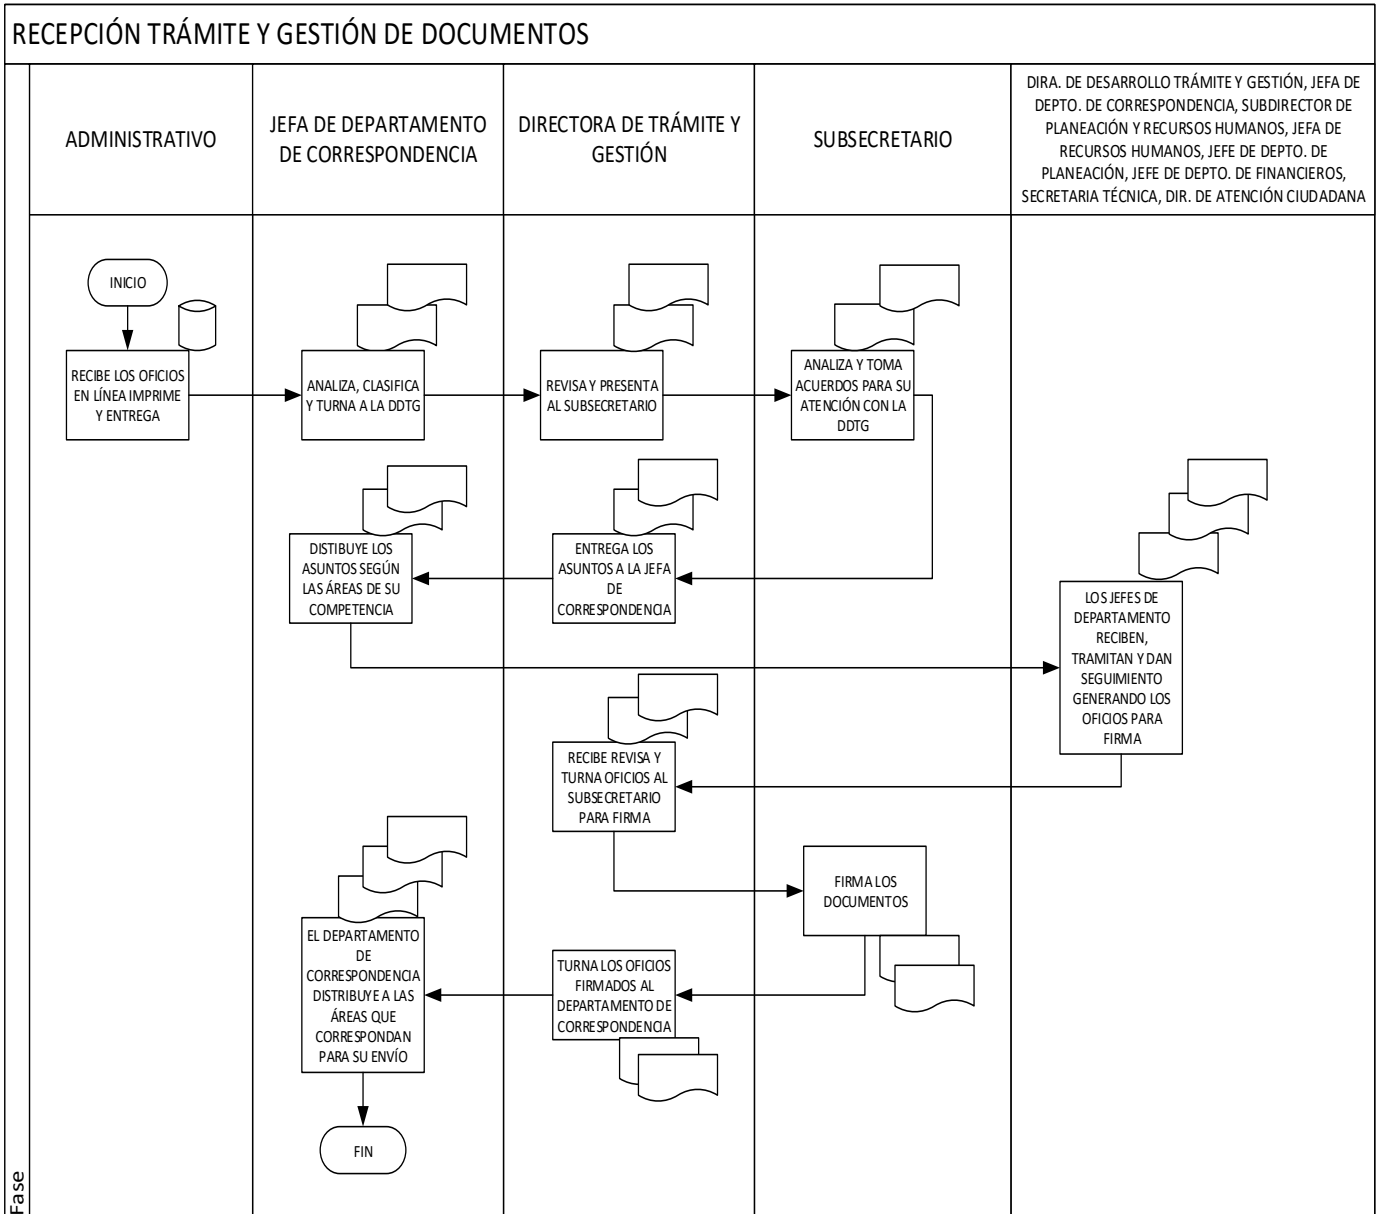 RECEPCIÓN TRÁMITE Y GESTIÓN DE DOCUMENTOS
ADMINISTRATIVO
JEFA DE DEPARTAMENTO
DE CORRESPONDENCIA
DIRECTORA DE TRÁMITE Y
GESTIÓN
SUBSECRETARIO
DIRA. DE DESARROLLO TRÁMITE Y GESTIÓN, JEFA DE
DEPTO. DE CORRESPONDENCIA, SUBDIRECTOR DE
PLANEACIÓN Y RECURSOS HUMANOS, JEFA DE
RECURSOS HUMANOS, JEFE DE DEPTO. DE
PLANEACIÓN, JEFE DE DEPTO. DE FINANCIEROS,
SECRETARIA TÉCNICA, DIR. DE ATENCIÓN CIUDADANA
INICIO
RECIBE LOS OFICIOS
EN LÍNEA IMPRIME
Y ENTREGA
ANALIZA, CLASIFICA
Y TURNA A LA DDTG
REVISA Y PRESENTA
AL SUBSECRETARIO
ANALIZA Y TOMA
ACUERDOS PARA SU
ATENCIÓN CON LA
DDTG
DISTIBUYE LOS
ASUNTOS SEGÚN
LAS ÁREAS DE SU
COMPETENCIA
ENTREGA LOS
ASUNTOS A LA JEFA
DE
CORRESPONDENCIA
LOS JEFES DE
DEPARTAMENTO
RECIBEN,
TRAMITAN Y DAN
SEGUIMIENTO
GENERANDO LOS
OFICIOS PARA
FIRMA
RECIBE REVISA Y
TURNA OFICIOS AL
SUBSECRETARIO
PARA FIRMA
FIRMA LOS
DOCUMENTOS
EL DEPARTAMENTO
DE
CORRESPONDENCIA
DISTRIBUYE A LAS
ÁREAS QUE
CORRESPONDAN
PARA SU ENVÍO
TURNA LOS OFICIOS
FIRMADOS AL
DEPARTAMENTO DE
CORRESPONDENCIA
FIN
Fase